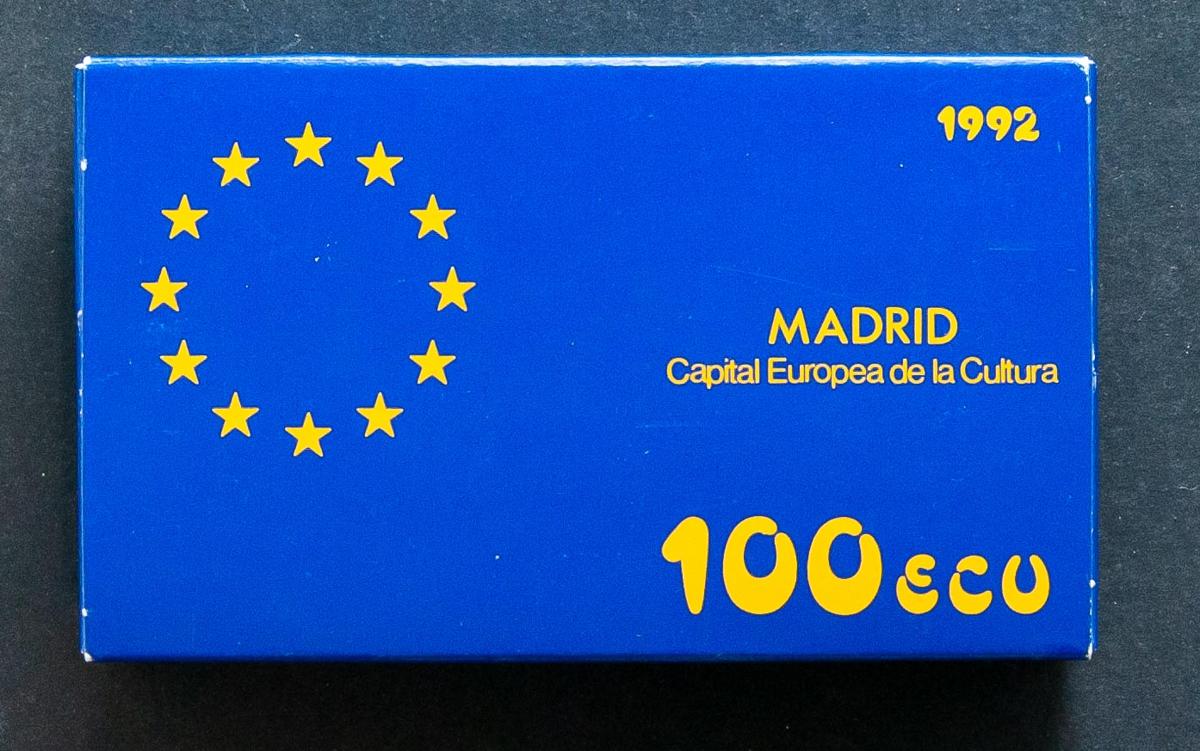 1992
MADRID
Capital Europea de la Cultura
100 ECU